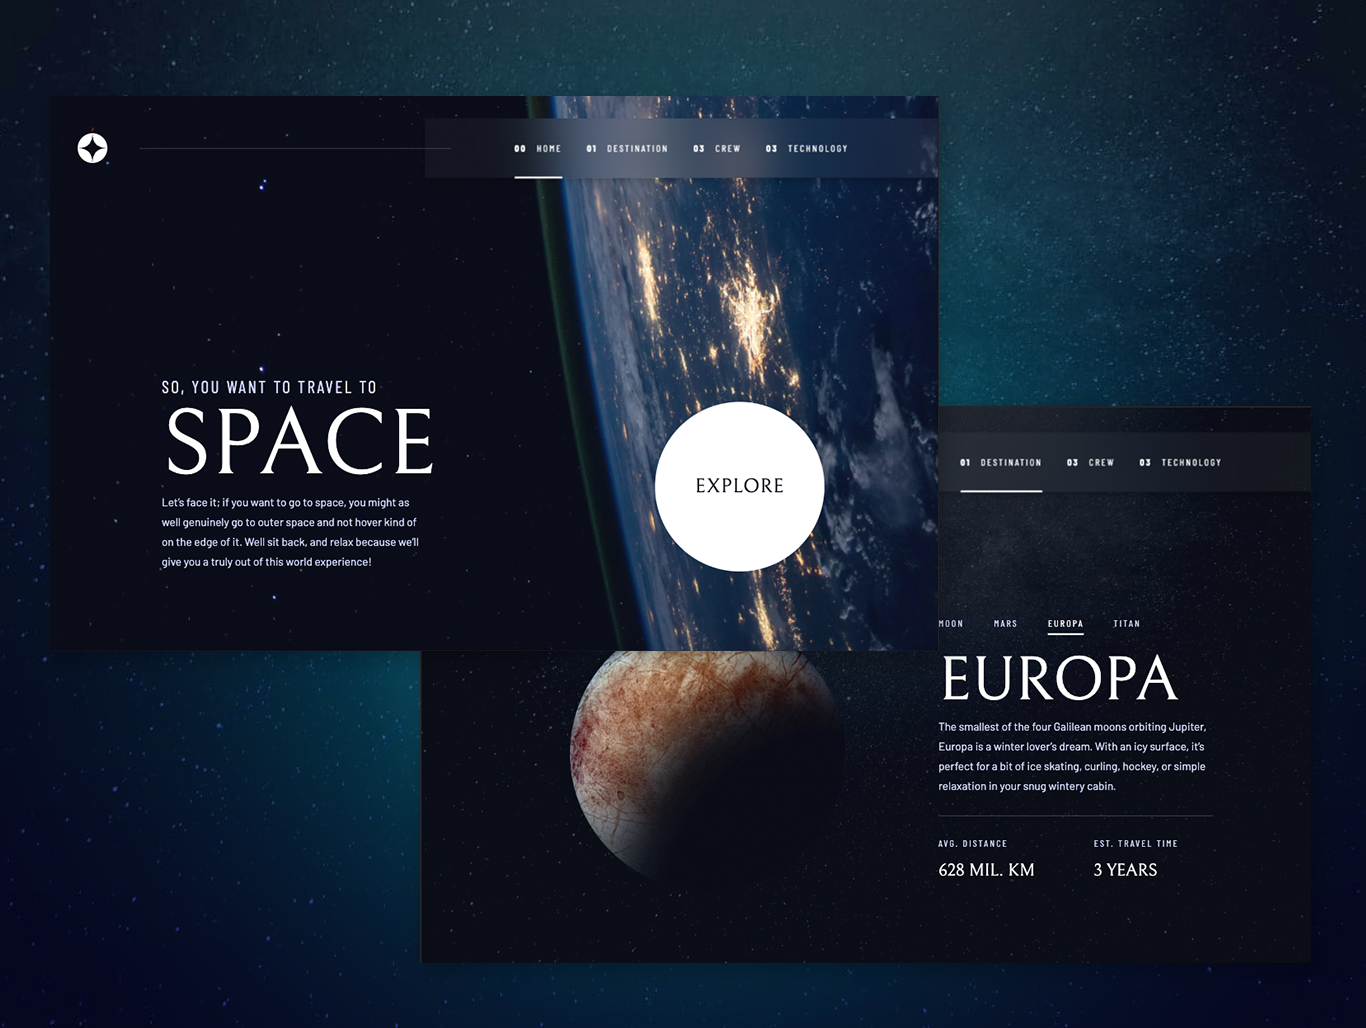 00 HOME 01 DESTINATION 03 CREW 03 TECHNOLOGY
SO, YOU WANT TO TRAVEL TO
SPACE
Let's face it; if you want to go to space, you might as
well genuinely go to outer space and not hover kind of
on the edge of it. Well sit back, and relax because we'll
give you a truly out of this world experience!
EXPLORE
01 DESTINATION 03 CREW 03 TECHNOLOGY
MOON MARS EUROPA TITAN
EUROPA
The smallest of the four Galilean moons orbiting Jupiter,
Europa is a winter lover's dream. With an icy surface, it's
perfect for a bit of ice skating, curling, hockey, or simple
relaxation in your snug wintery cabin.
AVG. DISTANCE EST. TRAVEL TIME
628 MIL. KM 3 YEARS